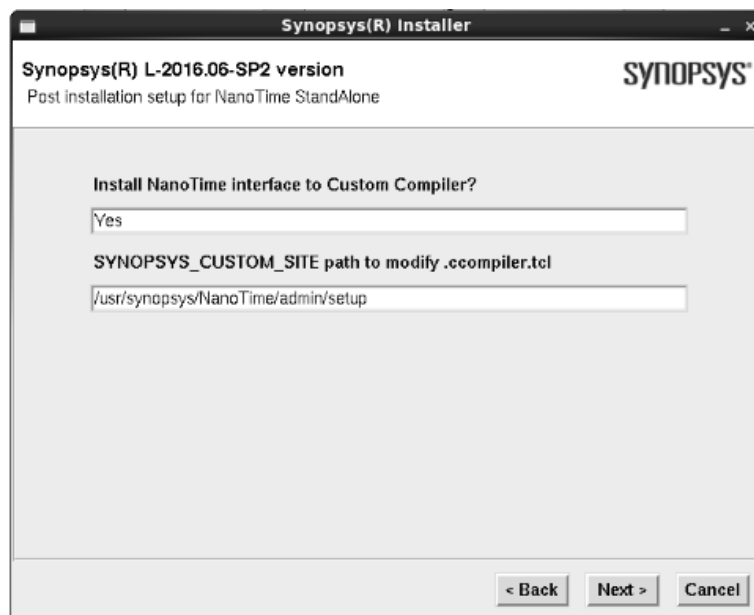 Synopsys(R) Installer
Synopsys(R) L-2016.06-SP2 version
SYNOPSYS®
Post installation setup for NanoTime StandAlone
Install NanoTime interface to Custom Compiler?
Yes
SYNOPSYS_CUSTOM_SITE path to modify .ccompiler.tcl
/usr/synopsys/NanoTime/admin/setup
< Back Next > Cancel